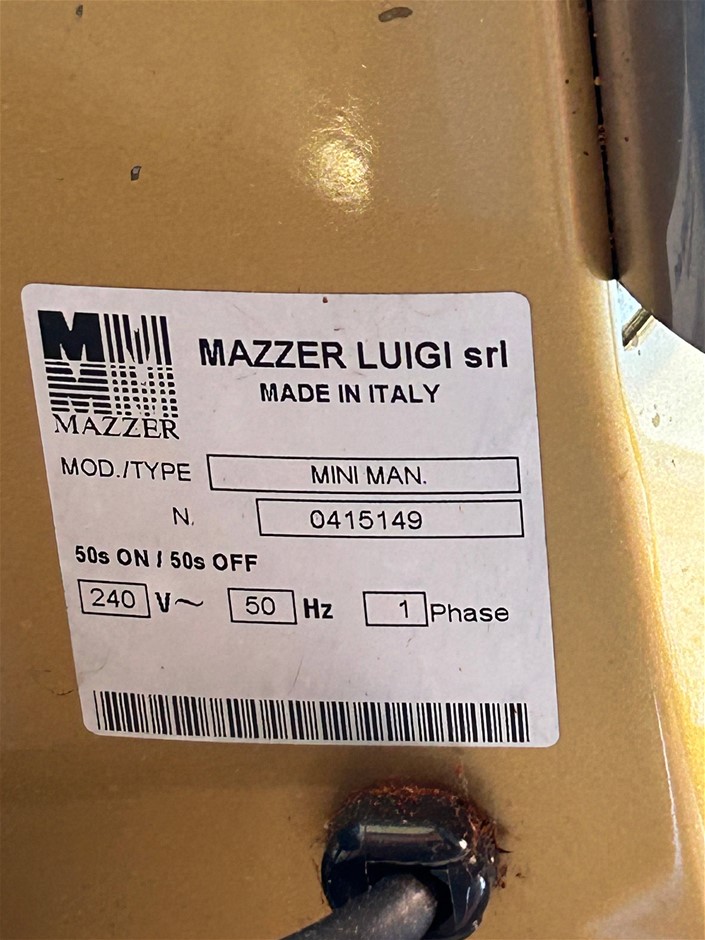 MAZZER
MAZZER LUIGI srl
MADE IN ITALY
MOD./TYPE MINI MAN.
N. 0415149
50s ON / 50s OFF
240 V~ 50 Hz 1 Phase